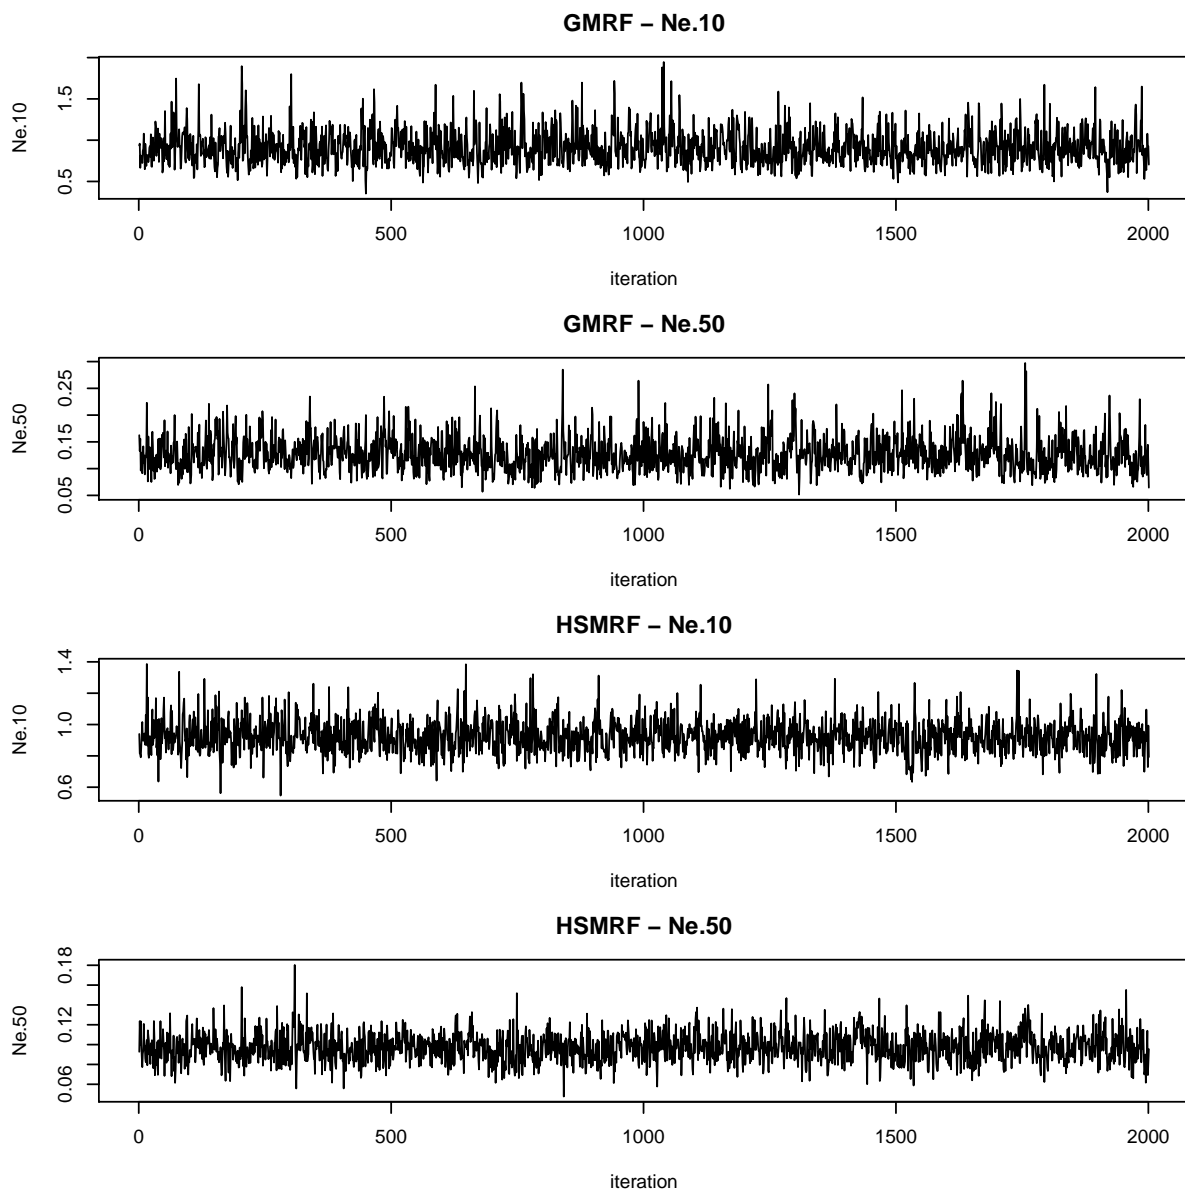 GMRF – Ne.10
Ne.10
0.5 1.5
0 500 1000 1500 2000
iteration
GMRF – Ne.50
Ne.50
0.05 0.15 0.25
0 500 1000 1500 2000
iteration
HSMRF – Ne.10
Ne.10
0.6 1.0 1.4
0 500 1000 1500 2000
iteration
HSMRF – Ne.50
Ne.50
0.06 0.12 0.18
0 500 1000 1500 2000
iteration